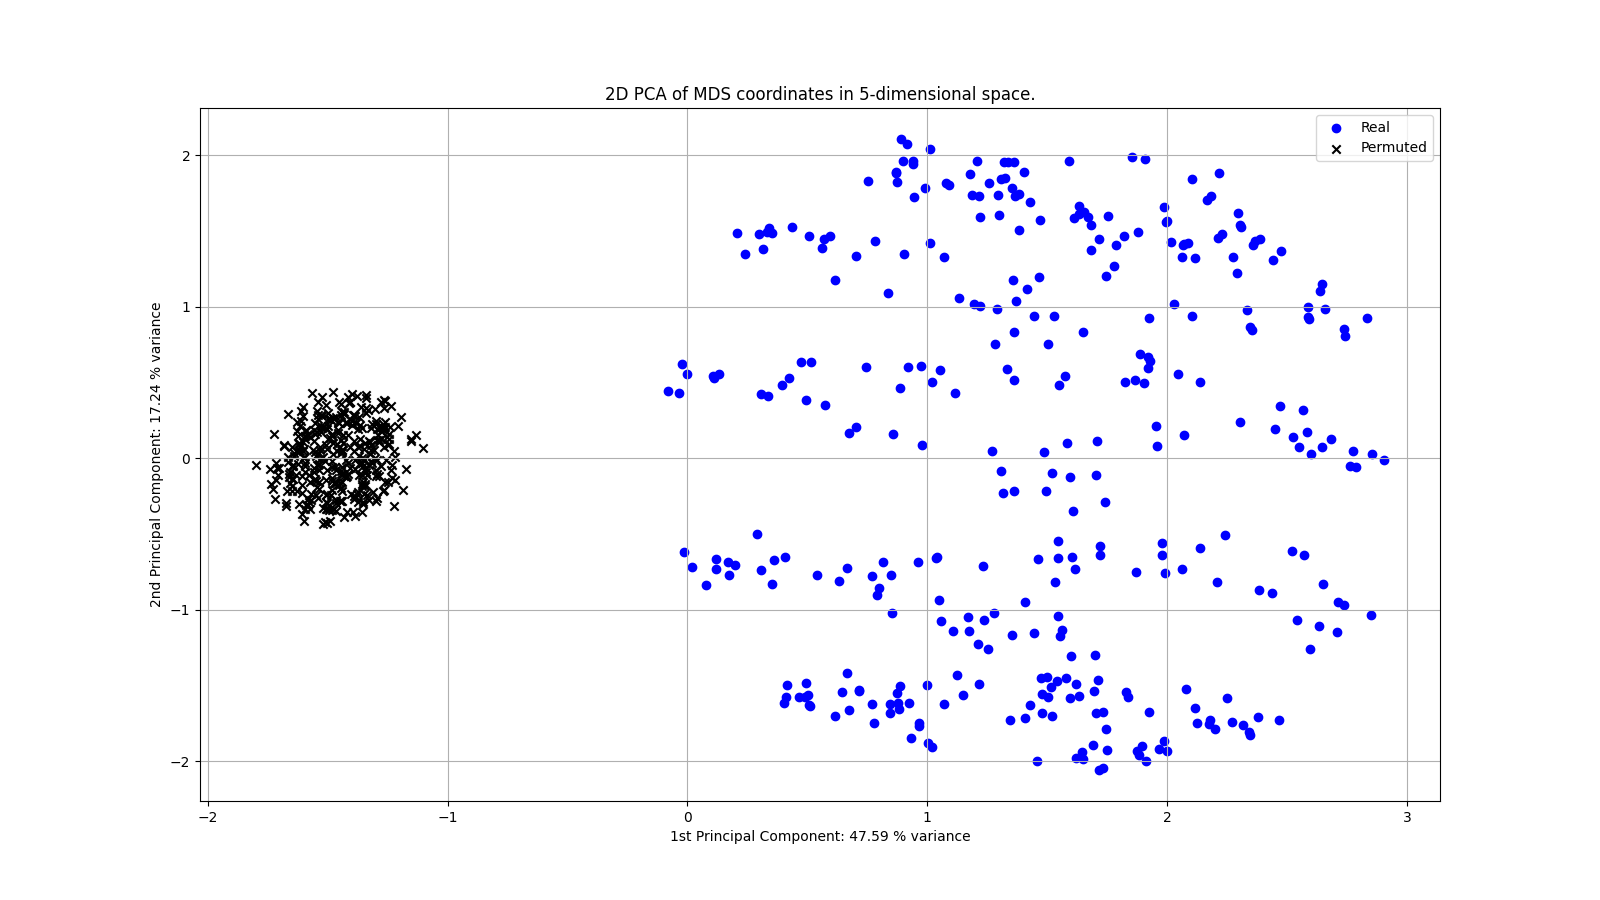 2D PCA of MDS coordinates in 5-dimensional space.
Real
Permuted
2
1
0
−1
−2
2nd Principal Component: 17.24 % variance
−2
−1
0
1
2
3
1st Principal Component: 47.59 % variance